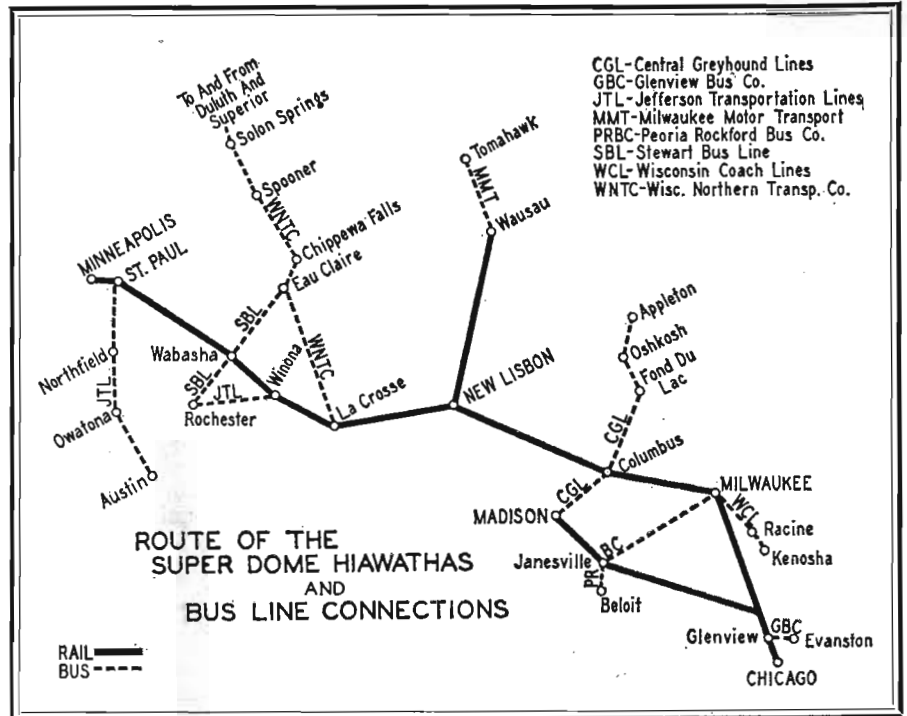 CGL-Central Greyhound Lines
GBC-Glenview Bus Co.
JTL-Jefferson Transportation Lines
MMT-Milwaukee Motor Transport
PRBC-Peoria Rockford Bus Co.
SBL-Stewart Bus Line
WCL-Wisconsin Coach Lines
WNTC-Wisc. Northern Transp. Co.
To And From
Duluth And
Superior
Solon Springs
Spooner
WNTC
Chippewa Falls
Eau Claire
Tomahawk
MMT
Wausau
MINNEAPOLIS
ST. PAUL
SBL
WNTC
Northfield
Wabasha
Winona
SBL
JTL
Rochester
JTL
Owatona
Austin
La Crosse
NEW LISBON
Appleton
Oshkosh
Fond Du
Lac
CGL
Columbus
CGL
MADISON
MILWAUKEE
WCL
Racine
Kenosha
Janesville
PRBC
Beloit
Glenview
GBC
Evanston
CHICAGO
ROUTE OF THE
SUPER DOME HIAWATHAS
AND
BUS LINE CONNECTIONS
RAIL
BUS